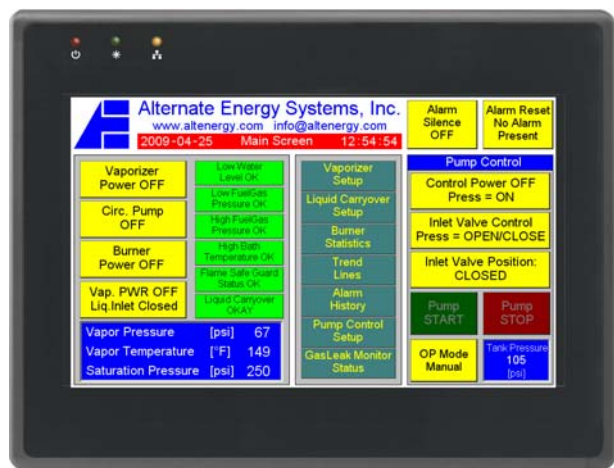 Alternate Energy Systems, Inc.
www.altenergy.com info@altenergy.com
2009-04-25 Main Screen 12:54:54
Alarm
Silence
OFF
Alarm Reset
No Alarm
Present
Vaporizer
Power OFF
Circ. Pump
OFF
Burner
Power OFF
Vap. PWR OFF
Liq.Inlet Closed
Low Water
Level OK
Low FuelGas
Pressure OK
High FuelGas
Pressure OK
High Bath
Temperature OK
Flame Safe Guard
Status OK
Liquid Carryover
OKAY
Vapor Pressure [psi] 67
Vapor Temperature [°F] 149
Saturation Pressure [psi] 250
Vaporizer
Setup
Liquid Carryover
Setup
Burner
Statistics
Trend
Lines
Alarm
History
Pump Control
Setup
GasLeak Monitor
Status
Pump Control
Control Power OFF
Press = ON
Inlet Valve Control
Press = OPEN/CLOSE
Inlet Valve Position:
CLOSED
Pump
START
Pump
STOP
OP Mode
Manual
Tank Pressure
105
[psi]